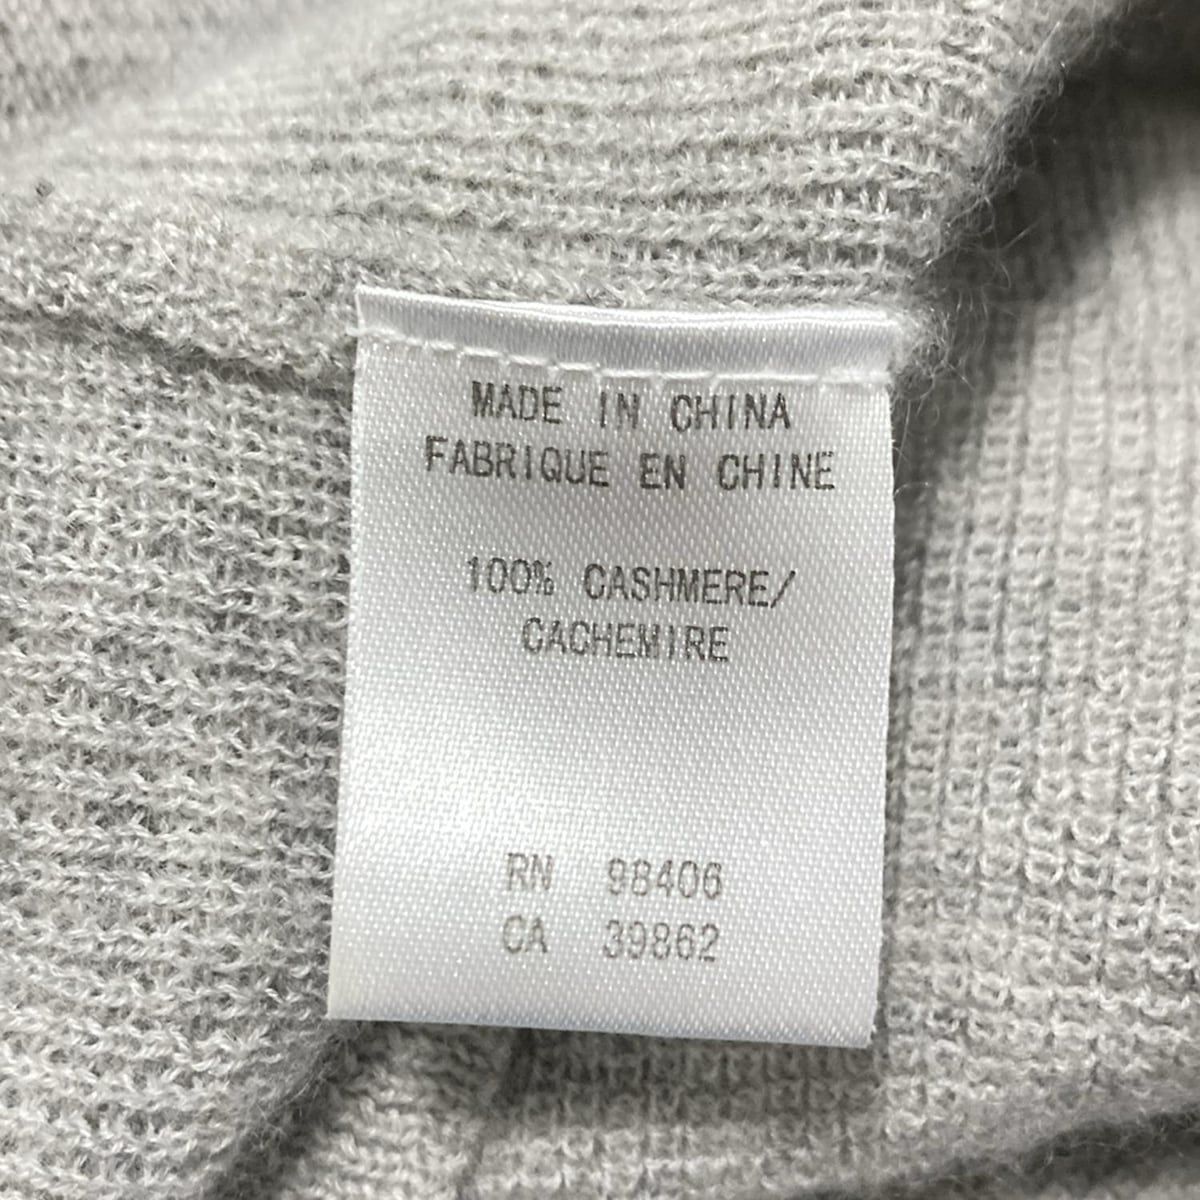 MADE IN CHINA
FABRIQUE EN CHINE
100% CASHMERE/
CACHEMIRE
RN 98406
CA 39862